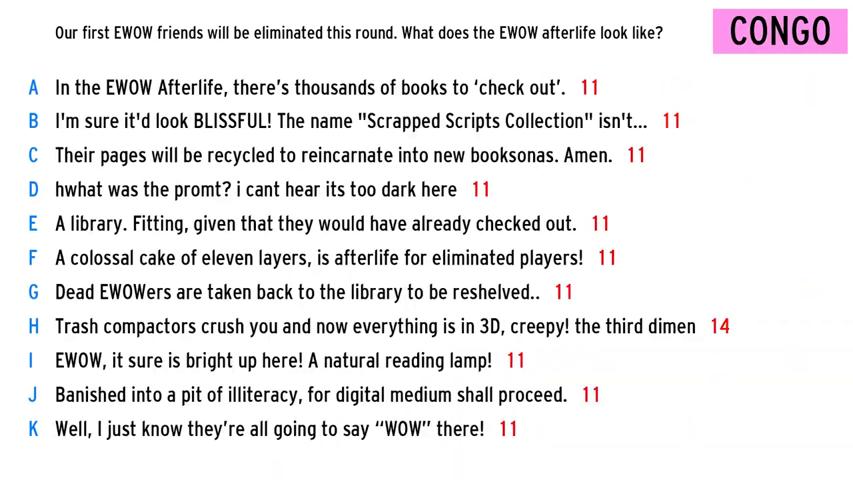 Our first EWOW friends will be eliminated this round. What does the EWOW afterlife look like?
CONGO
A In the EWOW Afterlife, there's thousands of books to ‘check out’. 11
B I'm sure it'd look BLISSFUL! The name "Scrapped Scripts Collection" isn't... 11
C Their pages will be recycled to reincarnate into new booksonas. Amen. 11
D hwhat was the promt? i cant hear its too dark here 11
E A library. Fitting, given that they would have already checked out. 11
F A colossal cake of eleven layers, is afterlife for eliminated players! 11
G Dead EWOWers are taken back to the library to be reshelved.. 11
H Trash compactors crush you and now everything is in 3D, creepy! the third dimen 14
I EWOW, it sure is bright up here! A natural reading lamp! 11
J Banished into a pit of illiteracy, for digital medium shall proceed. 11
K Well, I just know they’re all going to say “WOW” there! 11